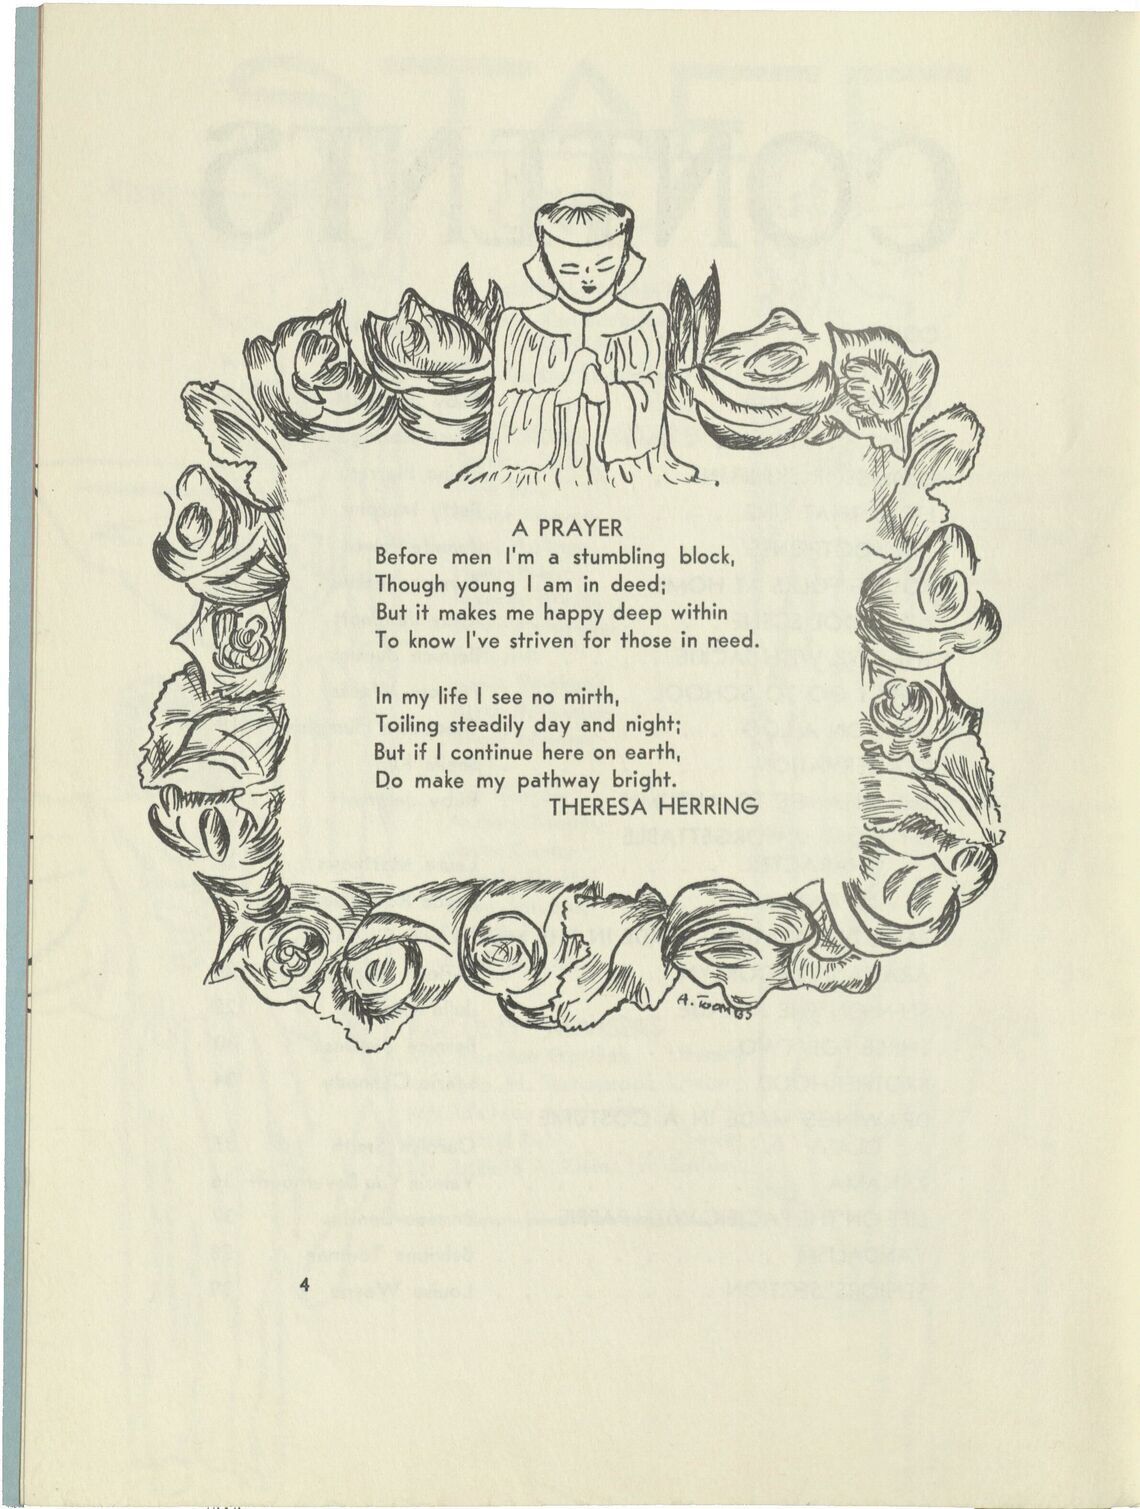 A PRAYER
Before men I'm a stumbling block,
Though young I am in deed;
But it makes me happy deep within
To know I've striven for those in need.
In my life I see no mirth,
Toiling steadily day and night;
But if I continue here on earth,
Do make my pathway bright.
THERESA HERRING
4